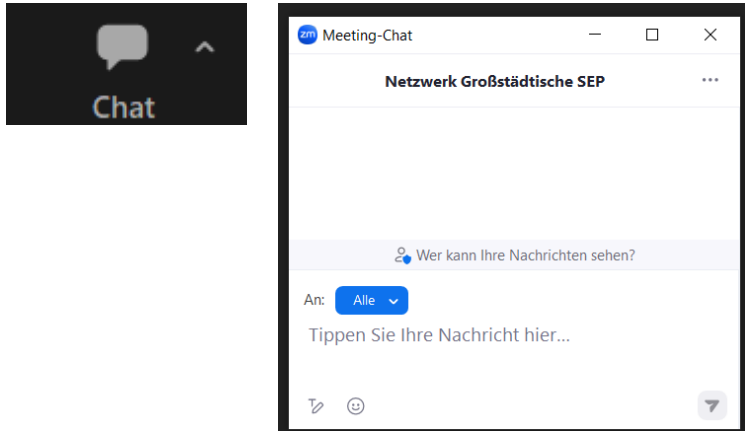 Chat
zm Meeting-Chat
Netzwerk Großstädtische SEP
Wer kann Ihre Nachrichten sehen?
An: Alle
Tippen Sie Ihre Nachricht hier...